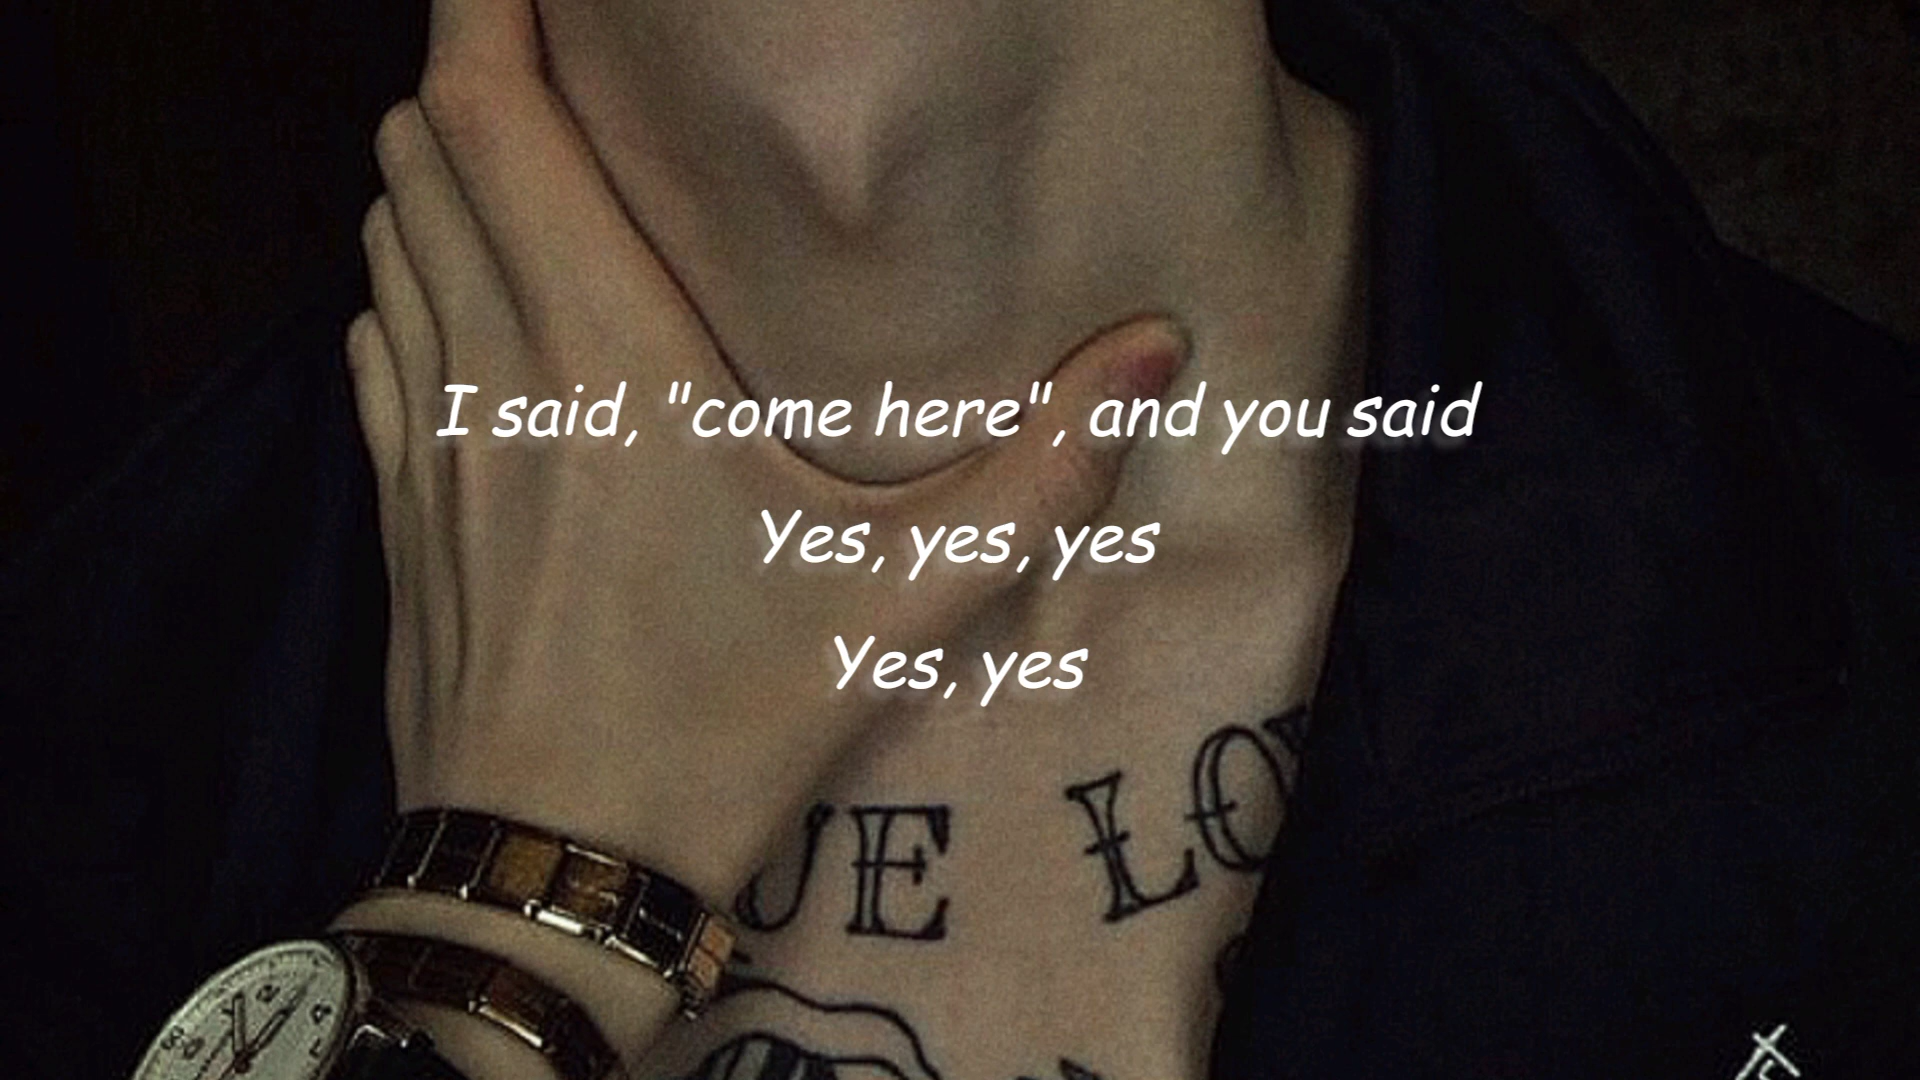 I said, "come here", and you said
Yes, yes, yes
Yes, yes